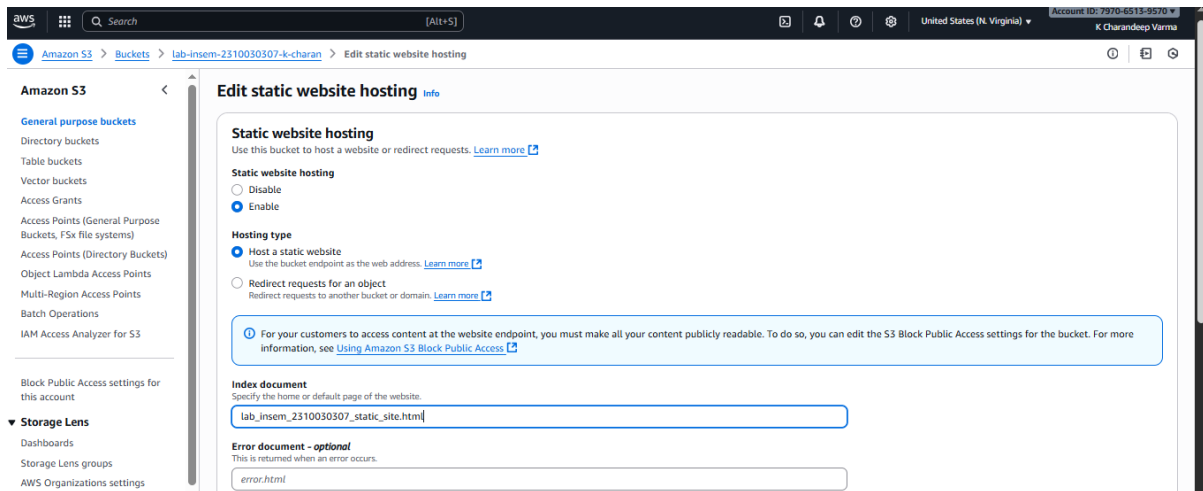 aws
Search
[Alt+S]
United States (N. Virginia)
Account ID: 7970-6513-9570
K Charandeep Varma
Amazon S3 > Buckets > lab-insem-2310030307-k-charan > Edit static website hosting
Amazon S3
General purpose buckets
Directory buckets
Table buckets
Vector buckets
Access Grants
Access Points (General Purpose
Buckets, FSx file systems)
Access Points (Directory Buckets)
Object Lambda Access Points
Multi-Region Access Points
Batch Operations
IAM Access Analyzer for S3
Block Public Access settings for
this account
Storage Lens
Dashboards
Storage Lens groups
AWS Organizations settings
Edit static website hosting Info
Static website hosting
Use this bucket to host a website or redirect requests. Learn more
Static website hosting
Disable
Enable
Hosting type
Host a static website
Use the bucket endpoint as the web address. Learn more
Redirect requests for an object
Redirect requests to another bucket or domain. Learn more
For your customers to access content at the website endpoint, you must make all your content publicly readable. To do so, you can edit the S3 Block Public Access settings for the bucket. For more
information, see Using Amazon S3 Block Public Access
Index document
Specify the home or default page of the website.
lab_insem_2310030307_static_site.html
Error document - optional
This is returned when an error occurs.
error.html